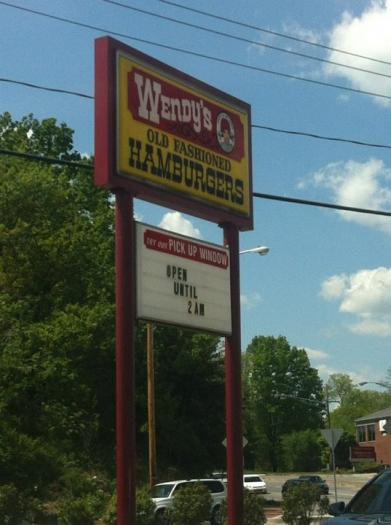 Wendy's
OLD FASHIONED
HAMBURGERS
TRY OUR PICK UP WINDOW
OPEN
UNTIL
2 AM